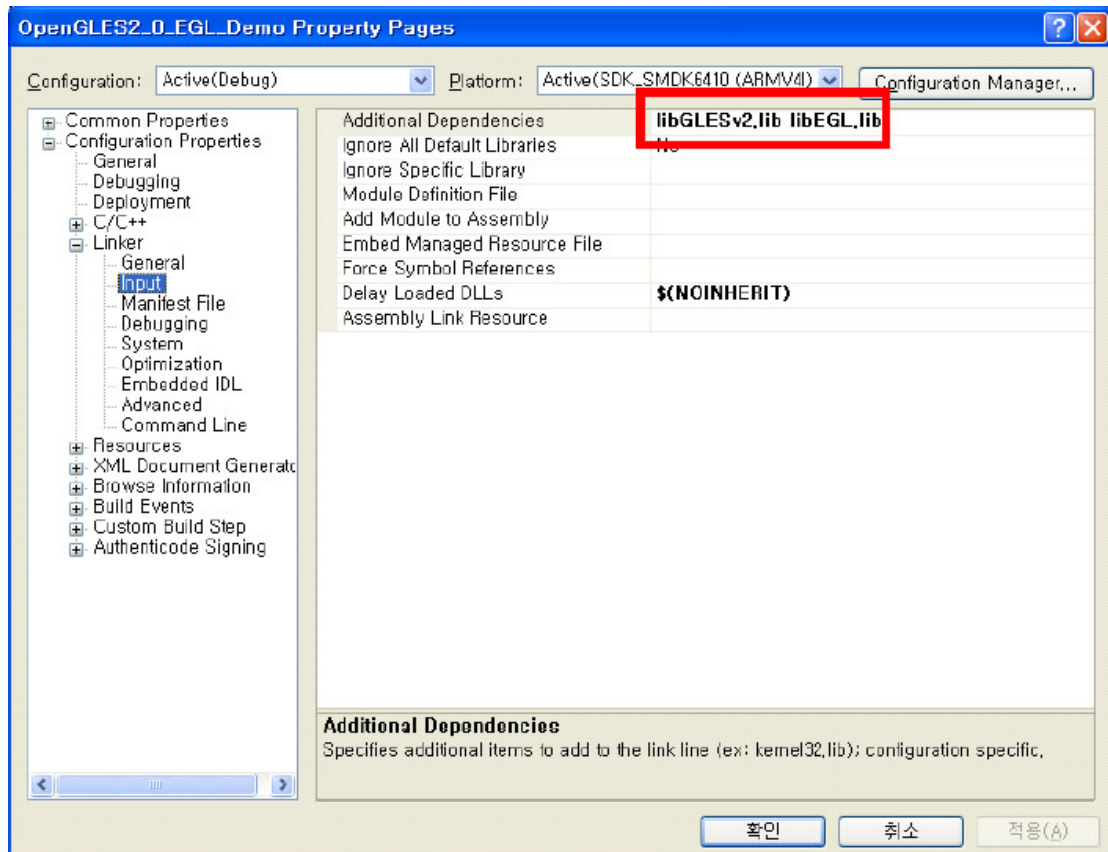 OpenGLES2_0_EGL_Demo Property Pages
Configuration: Active(Debug) Platform: Active(SDK_SMDK6410 (ARMV4I) Configuration Manager...
Common Properties
Configuration Properties
General
Debugging
Deployment
C/C++
Linker
General
Input
Manifest File
Debugging
System
Optimization
Embedded IDL
Advanced
Command Line
Resources
XML Document Generato
Browse Information
Build Events
Custom Build Step
Authenticode Signing
Additional Dependencies libGLESv2.lib libEGL.lib
Ignore All Default Libraries No
Ignore Specific Library
Module Definition File
Add Module to Assembly
Embed Managed Resource File
Force Symbol References
Delay Loaded DLLs $(NOINHERIT)
Assembly Link Resource
Additional Dependencies
Specifies additional items to add to the link line (ex: kernel32.lib); configuration specific.
확인 취소 적용(A)